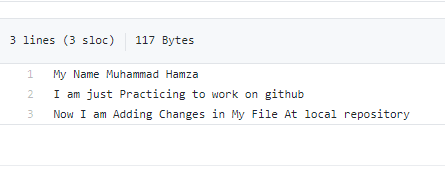 3 lines (3 sloc) 117 Bytes
1 My Name Muhammad Hamza
2 I am just Practicing to work on github
3 Now I am Adding Changes in My File At local repository